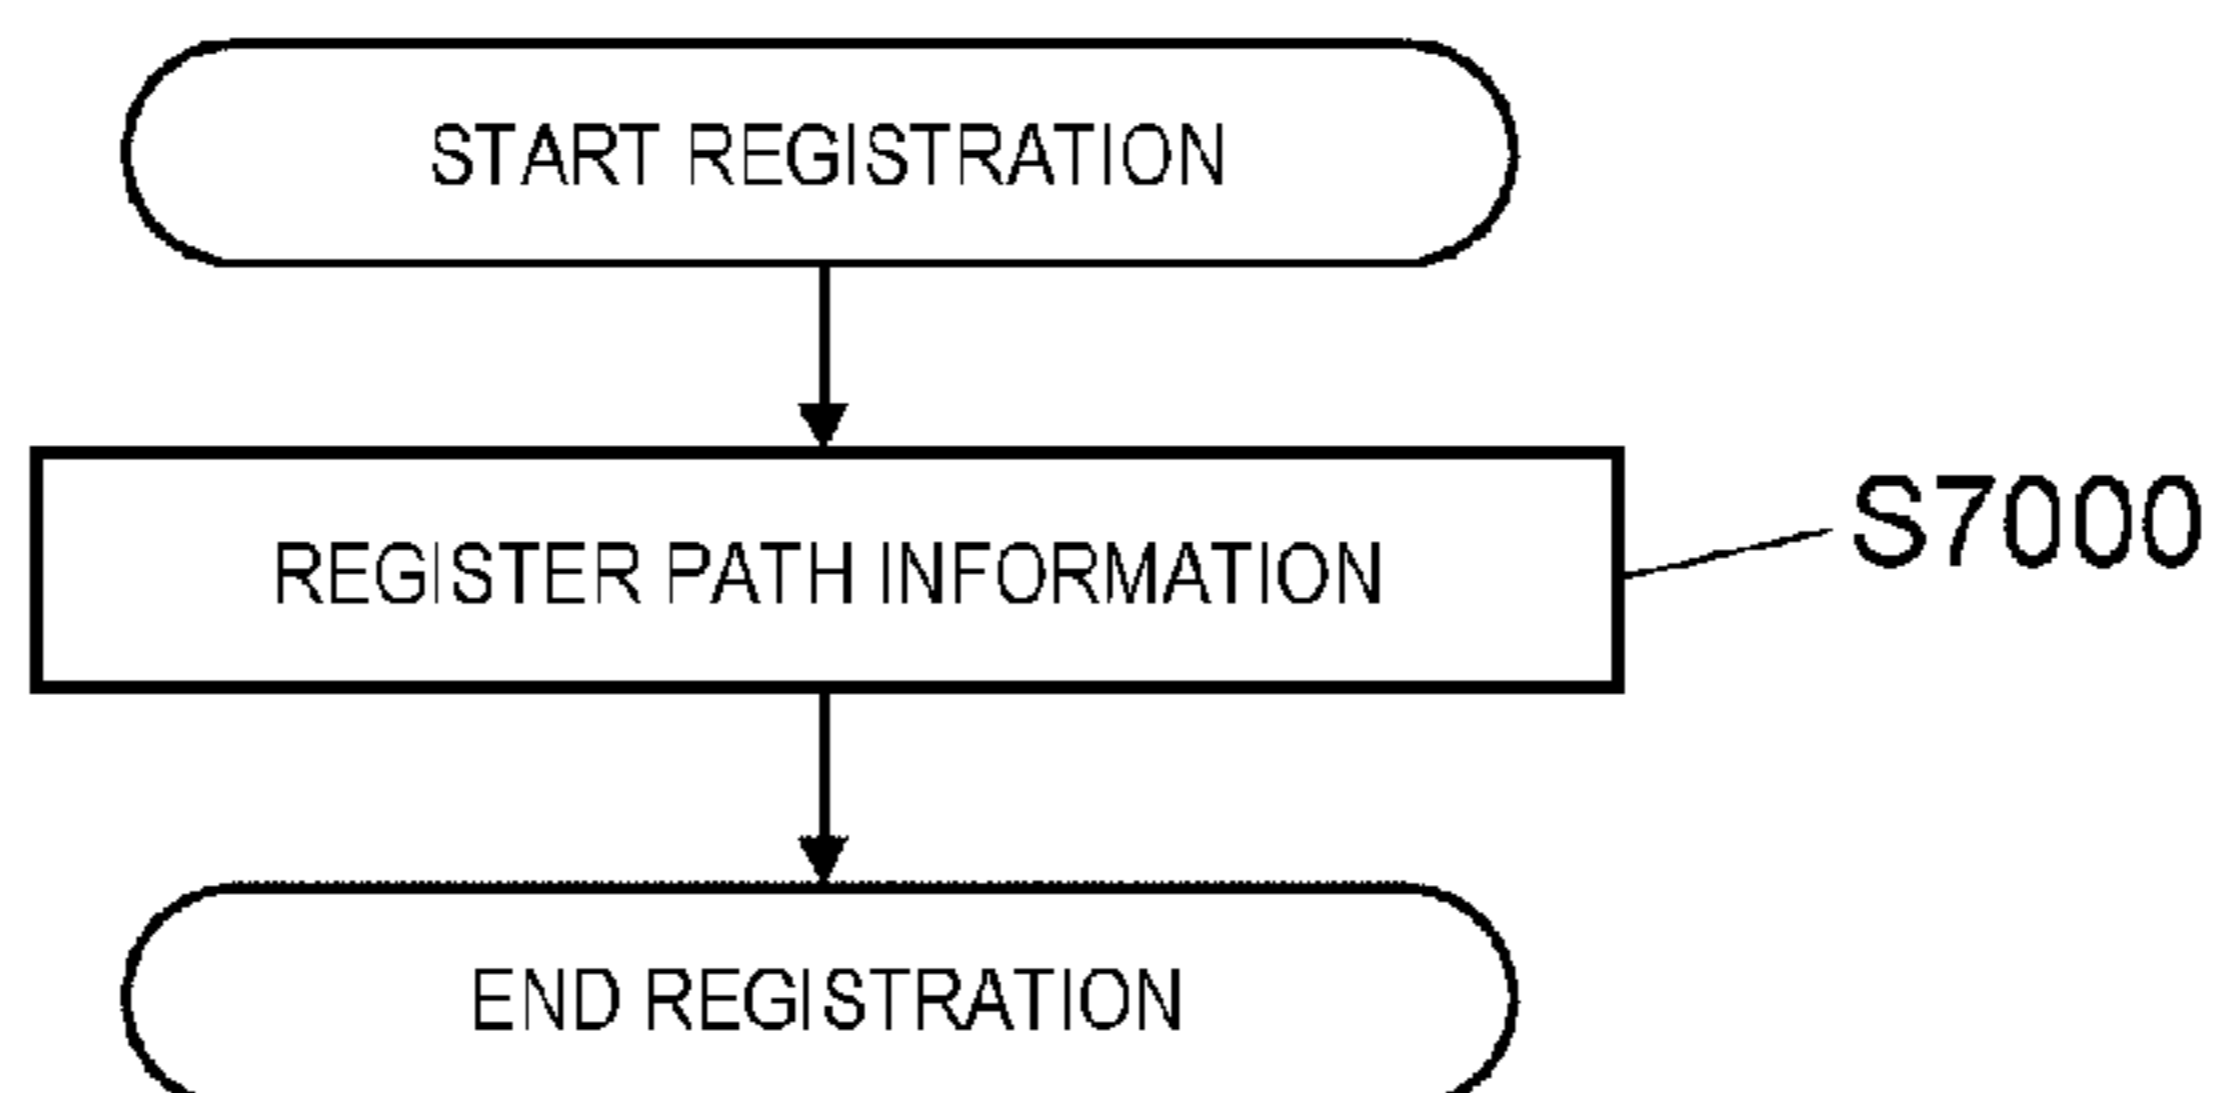 START REGISTRATION
REGISTER PATH INFORMATION
S7000
END REGISTRATION